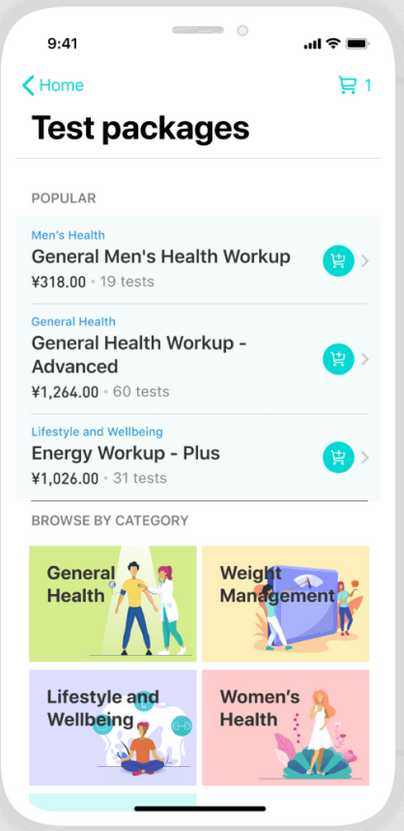 9:41
Home
1
Test packages
POPULAR
Men's Health
General Men's Health Workup
¥318.00 • 19 tests
General Health
General Health Workup -
Advanced
¥1,264.00 • 60 tests
Lifestyle and Wellbeing
Energy Workup - Plus
¥1,026.00 • 31 tests
BROWSE BY CATEGORY
General
Health
Weight
Management
Lifestyle and
Wellbeing
Women's
Health